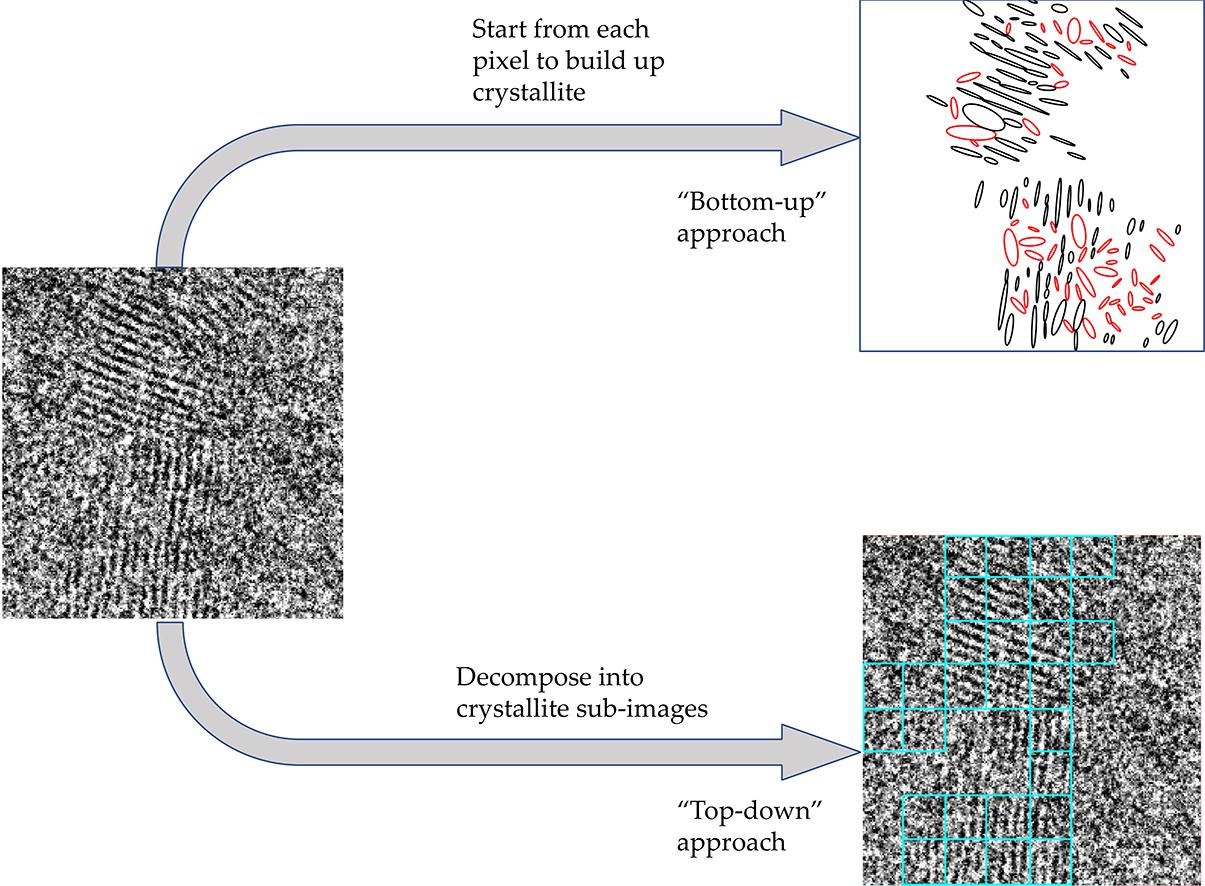 Start from each
pixel to build up
crystallite
“Bottom-up”
approach
Decompose into
crystallite sub-images
“Top-down”
approach